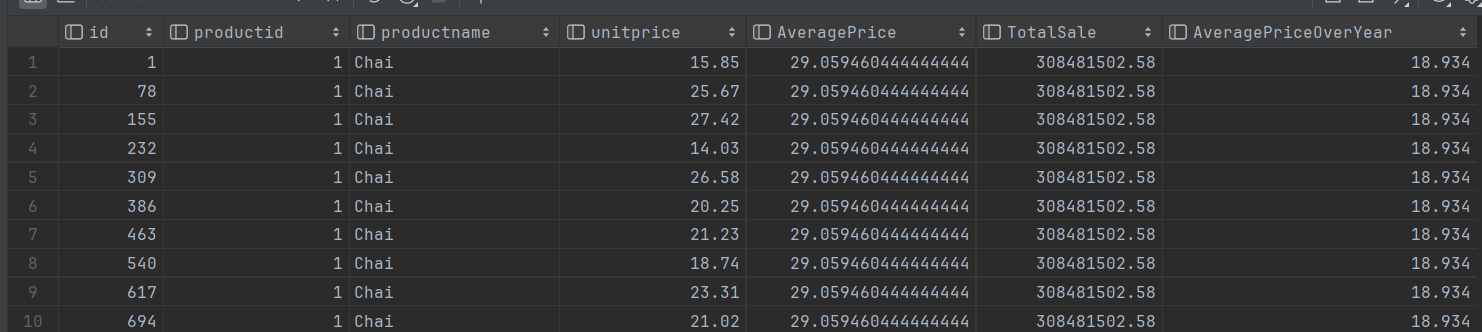 id productid productname unitprice AveragePrice TotalSale AveragePriceOverYear
1 1 1 Chai 15.85 29.059460444444444 308481502.58 18.934
2 78 1 Chai 25.67 29.059460444444444 308481502.58 18.934
3 155 1 Chai 27.42 29.059460444444444 308481502.58 18.934
4 232 1 Chai 14.03 29.059460444444444 308481502.58 18.934
5 309 1 Chai 26.58 29.059460444444444 308481502.58 18.934
6 386 1 Chai 20.25 29.059460444444444 308481502.58 18.934
7 463 1 Chai 21.23 29.059460444444444 308481502.58 18.934
8 540 1 Chai 18.74 29.059460444444444 308481502.58 18.934
9 617 1 Chai 23.31 29.059460444444444 308481502.58 18.934
10 694 1 Chai 21.02 29.059460444444444 308481502.58 18.934